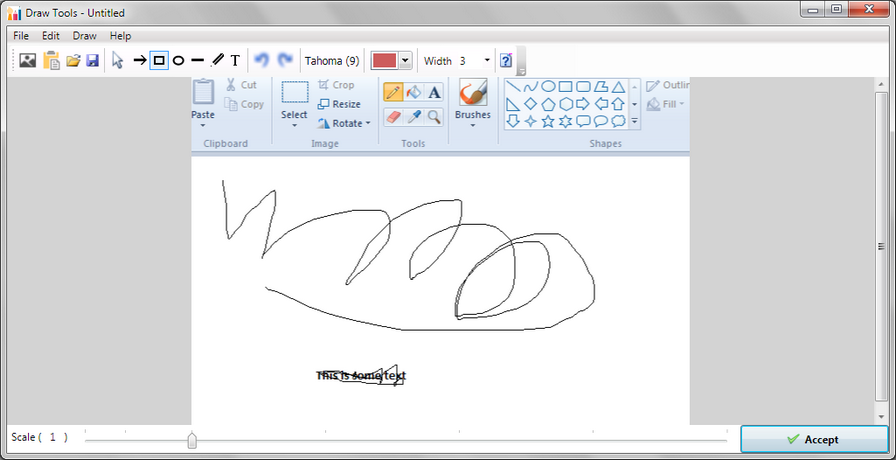 Draw Tools - Untitled
File Edit Draw Help
T Tahoma (9) Width 3
Paste Cut Copy
Clipboard
Select Crop Resize Rotate
Image
A
Tools
Brushes
Shapes
Fill
This is some text
Scale ( 1 ) Accept